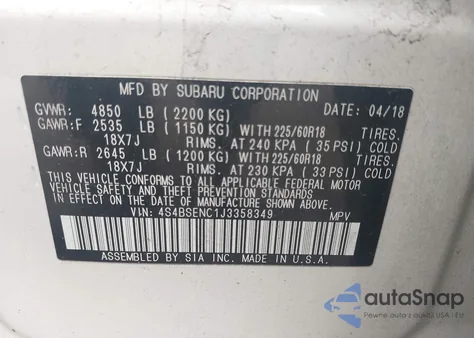 MFD BY SUBARU CORPORATION DATE: 04/18
GVWR: 4850 LB (2200 KG)
GAWR:F 2535 LB (1150 KG) WITH 225/60R18 TIRES.
18X7J RIMS, AT 240 KPA (35 PSI) COLD.
GAWR:R 2645 LB (1200 KG) WITH 225/60R18 TIRES.
18X7J RIMS, AT 230 KPA (33 PSI) COLD.
THIS VEHICLE CONFORMS TO ALL APPLICABLE FEDERAL MOTOR
VEHICLE SAFETY STANDARDS IN EFFECT ON THE
DATE OF MANUFACTURE SHOWN ABOVE.
VIN: 4S4BSENC1J3358349 MPV
ASSEMBLED BY SIA INC. MADE IN U.S.A.
autoSnap
Pewne auto z USA - EU